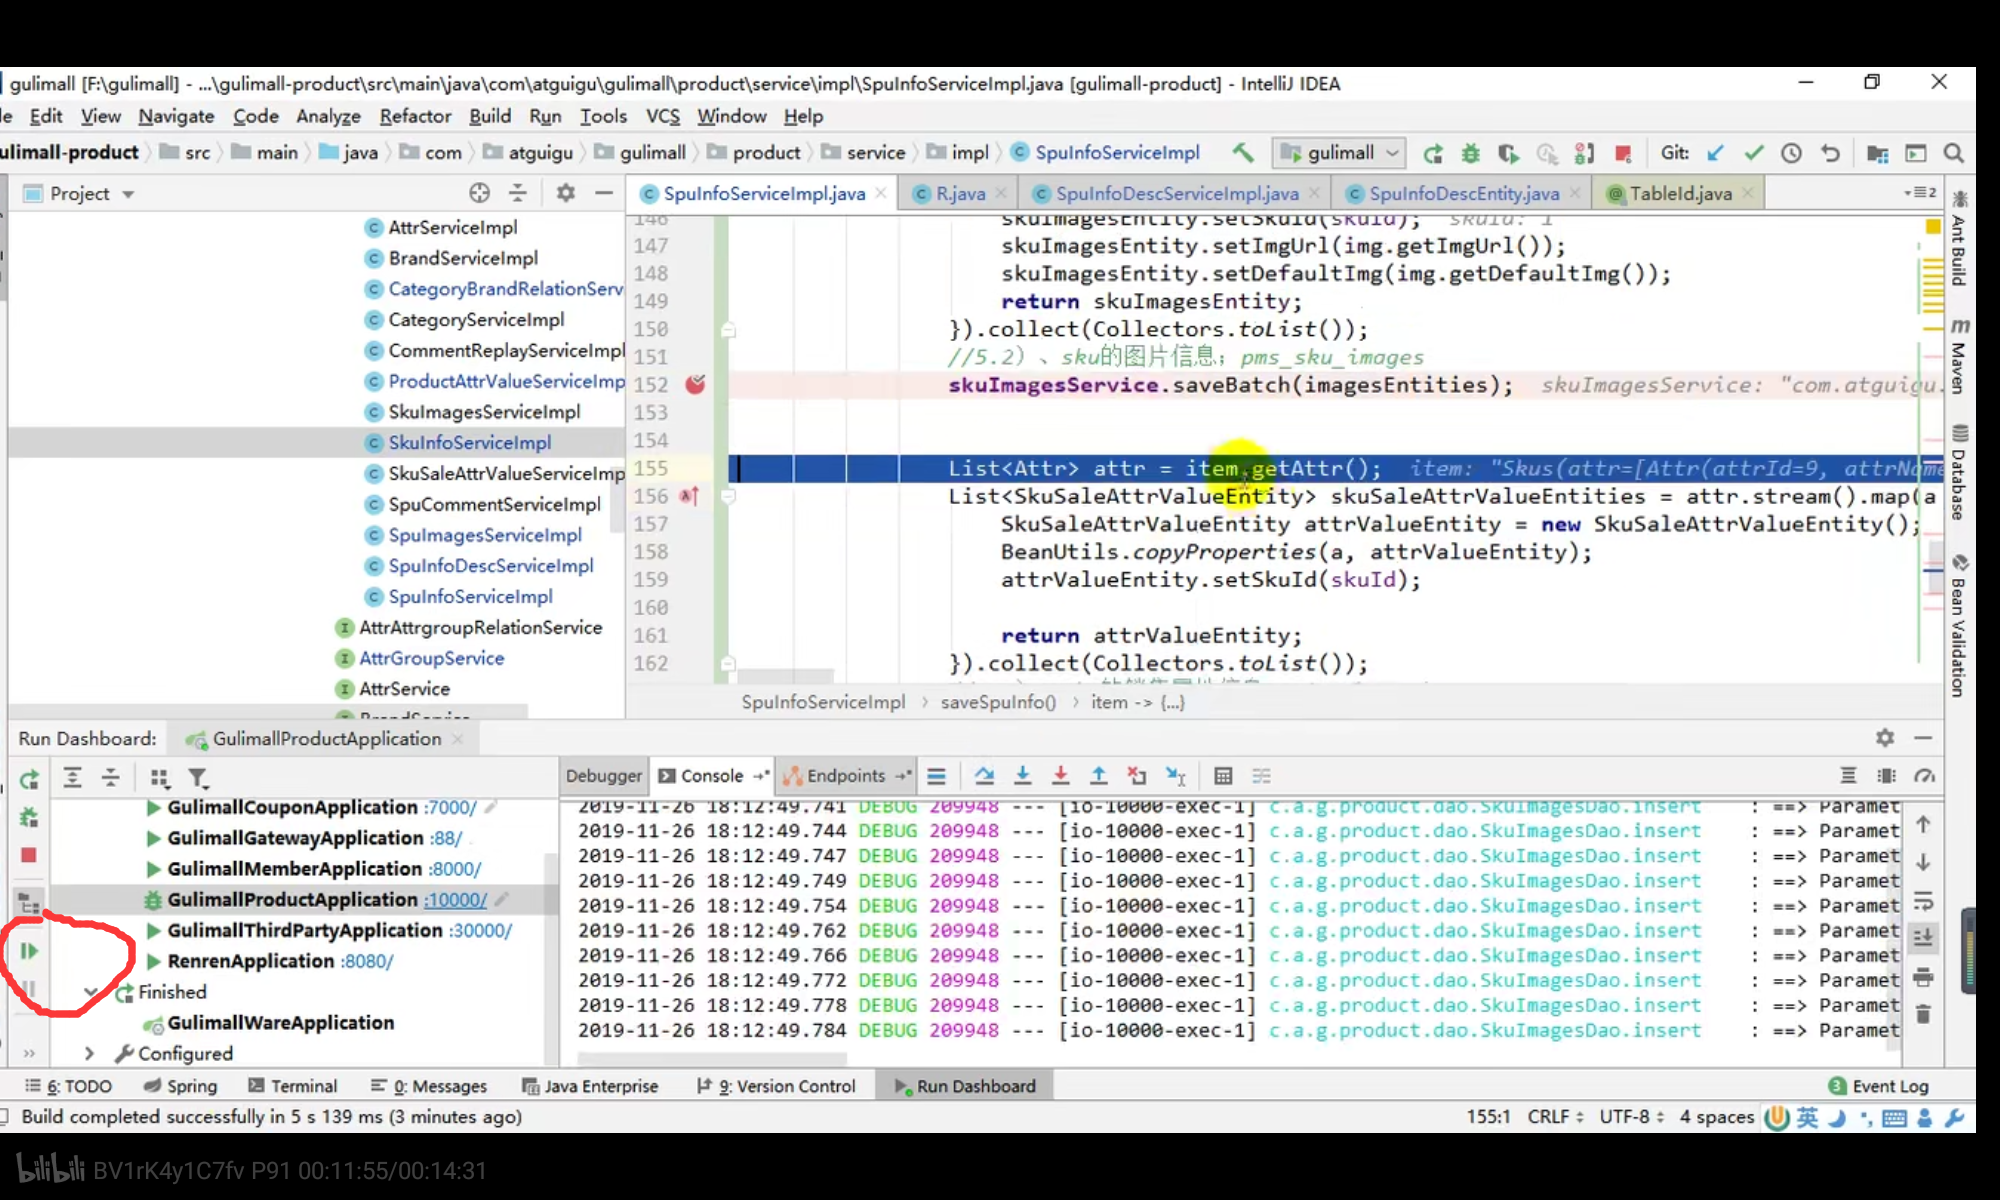 gulimall [F:\gulimall] - ...\gulimall-product\src\main\java\com\atguigu\gulimall\product\service\impl\SpuInfoServiceImpl.java [gulimall-product] - IntelliJ IDEA
Edit View Navigate Code Analyze Refactor Build Run Tools VCS Window Help
ulimall-product src main java com atguigu gulimall product service impl SpuInfoServiceImpl gulimall Git:
Project
SpuInfoServiceImpl.java R.java SpuInfoDescServiceImpl.java SpuInfoDescEntity.java TableId.java 2
AttrServiceImpl
BrandServiceImpl
CategoryBrandRelationServ
CategoryServiceImpl
CommentReplayServiceImpl
ProductAttrValueServiceImp
SkuImagesServiceImpl
SkuInfoServiceImpl
SkuSaleAttrValueServiceImp
SpuCommentServiceImpl
SpuImagesServiceImpl
SpuInfoDescServiceImpl
SpuInfoServiceImpl
AttrAttrgroupRelationService
AttrGroupService
AttrService
BrandService
146 skuImagesEntity.setSkuId(skuId); skuId: 1
147 skuImagesEntity.setImgUrl(img.getImgUrl());
148 skuImagesEntity.setDefaultImg(img.getDefaultImg());
149 return skuImagesEntity;
150 }).collect(Collectors.toList());
151 //5.2）、sku的图片信息；pms_sku_images
152 skuImagesService.saveBatch(imagesEntities); skuImagesService: "com.atguigu.
153
154
155 List<Attr> attr = item.getAttr(); item: "Skus(attr=[Attr(attrId=9, attrName
156 List<SkuSaleAttrValueEntity> skuSaleAttrValueEntities = attr.stream().map(a
157 SkuSaleAttrValueEntity attrValueEntity = new SkuSaleAttrValueEntity();
158 BeanUtils.copyProperties(a, attrValueEntity);
159 attrValueEntity.setSkuId(skuId);
160
161 return attrValueEntity;
162 }).collect(Collectors.toList());
SpuInfoServiceImpl saveSpuInfo() item -> {...}
Ant Build
Maven
Database
Bean Validation
Run Dashboard: GulimallProductApplication
Debugger Console Endpoints
GulimallCouponApplication :7000/
GulimallGatewayApplication :88/
GulimallMemberApplication :8000/
GulimallProductApplication :10000/
GulimallThirdPartyApplication :30000/
RenrenApplication :8080/
Finished
GulimallWareApplication
Configured
2019-11-26 18:12:49.741 DEBUG 209948 --- [io-10000-exec-1] c.a.g.product.dao.SkuImagesDao.insert : ==> Paramet
2019-11-26 18:12:49.744 DEBUG 209948 --- [io-10000-exec-1] c.a.g.product.dao.SkuImagesDao.insert : ==> Paramet
2019-11-26 18:12:49.747 DEBUG 209948 --- [io-10000-exec-1] c.a.g.product.dao.SkuImagesDao.insert : ==> Paramet
2019-11-26 18:12:49.749 DEBUG 209948 --- [io-10000-exec-1] c.a.g.product.dao.SkuImagesDao.insert : ==> Paramet
2019-11-26 18:12:49.754 DEBUG 209948 --- [io-10000-exec-1] c.a.g.product.dao.SkuImagesDao.insert : ==> Paramet
2019-11-26 18:12:49.762 DEBUG 209948 --- [io-10000-exec-1] c.a.g.product.dao.SkuImagesDao.insert : ==> Paramet
2019-11-26 18:12:49.766 DEBUG 209948 --- [io-10000-exec-1] c.a.g.product.dao.SkuImagesDao.insert : ==> Paramet
2019-11-26 18:12:49.772 DEBUG 209948 --- [io-10000-exec-1] c.a.g.product.dao.SkuImagesDao.insert : ==> Paramet
2019-11-26 18:12:49.778 DEBUG 209948 --- [io-10000-exec-1] c.a.g.product.dao.SkuImagesDao.insert : ==> Paramet
2019-11-26 18:12:49.784 DEBUG 209948 --- [io-10000-exec-1] c.a.g.product.dao.SkuImagesDao.insert : ==> Paramet
6: TODO Spring Terminal 0: Messages Java Enterprise 9: Version Control Run Dashboard 3 Event Log
Build completed successfully in 5 s 139 ms (3 minutes ago) 155:1 CRLF UTF-8 4 spaces 英
bilibili BV1rK4y1C7fv P91 00:11:55/00:14:31